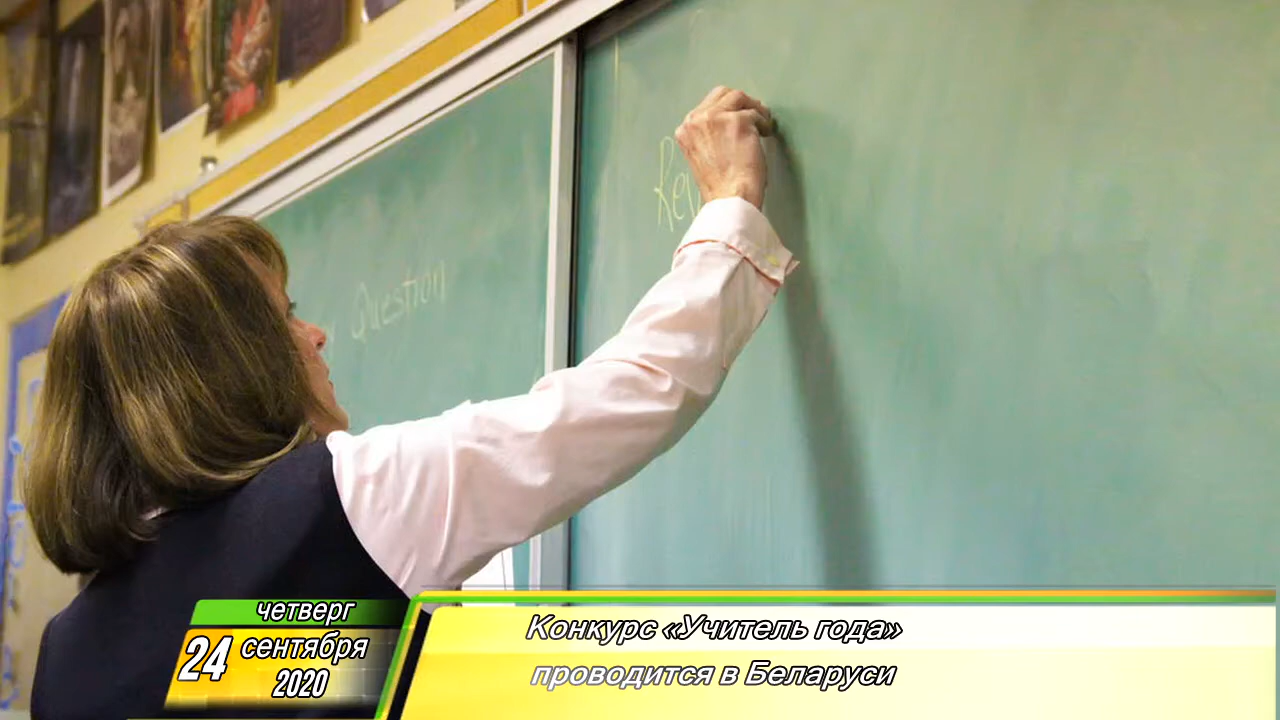 Question
четверг
24 сентября
2020
Конкурс «Учитель года»
проводится в Беларуси